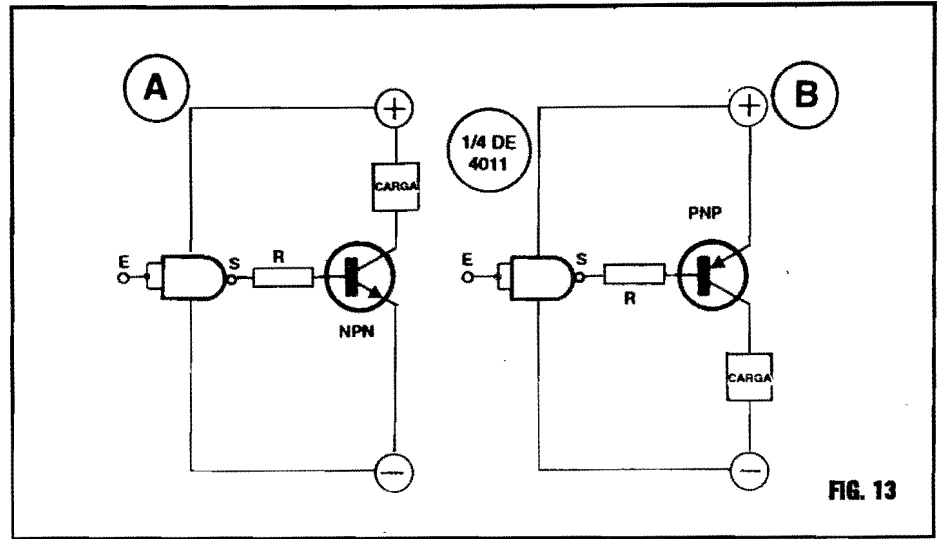 A
+
CARGA
E
S
R
NPN
−
1/4 DE
4011
B
+
PNP
E
S
R
CARGA
−
FIG. 13